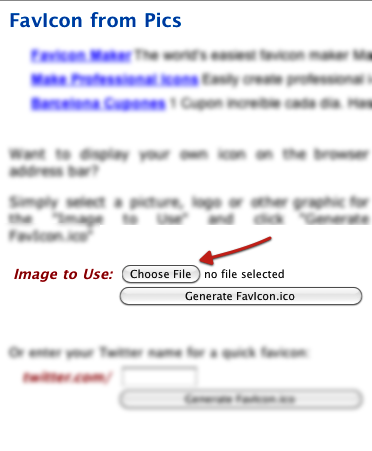 FavIcon from Pics
Favicon Maker The world's easiest favicon maker Ma
Make Professional Icons Easily create professional i
Barcelona Cupones 1 Cupon increible cada dia. Has
Want to display your own icon on the browser
address bar?
Simply select a picture, logo or other graphic for
the "Image to Use" and click "Generate
FavIcon.ico"
Image to Use: Choose File no file selected
Generate FavIcon.ico
Or enter your Twitter name for a quick favicon:
twitter.com/
Generate FavIcon.ico